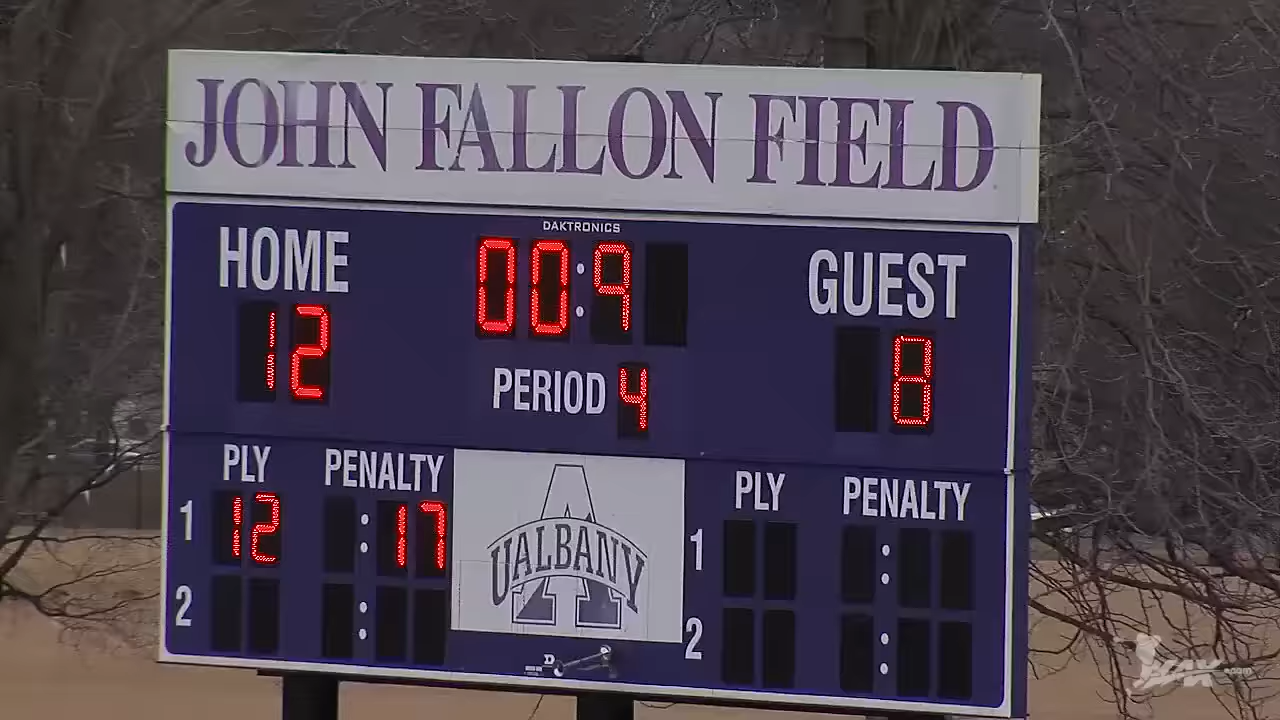 JOHN FALLON FIELD
DAKTRONICS
HOME 00:9 GUEST
12 8
PERIOD 4
PLY PENALTY PLY PENALTY
1 12 :17 1 :
2 : 2 :
UALBANY